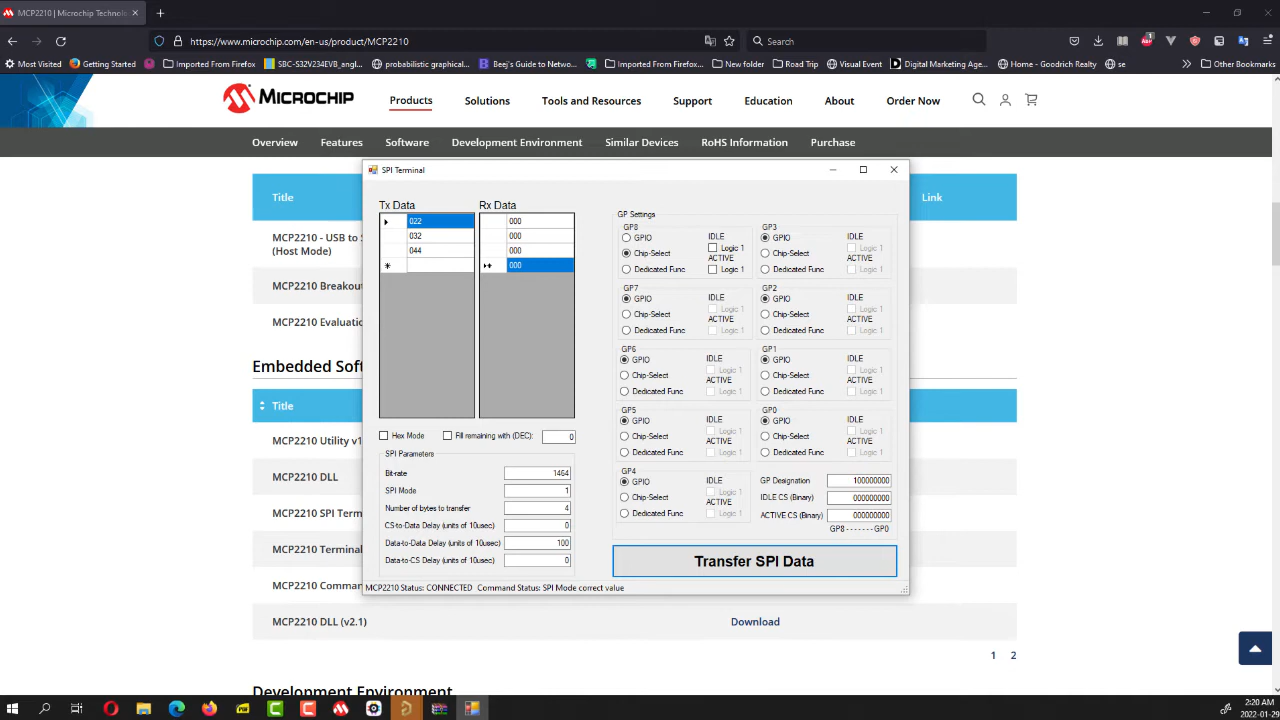 MCP2210 | Microchip Technolo
https://www.microchip.com/en-us/product/MCP2210
Search
Most Visited Getting Started Imported From Firefox SBC-S32V234EVB_angl... probabilistic graphical... Beej's Guide to Netwo... Imported From Firefox... New folder Road Trip Visual Event Digital Marketing Age... Home - Goodrich Realty se Other Bookmarks
MICROCHIP
Products Solutions Tools and Resources Support Education About Order Now
Overview Features Software Development Environment Similar Devices RoHS Information Purchase
Title Link
MCP2210 - USB to S
(Host Mode)
MCP2210 Breakou
MCP2210 Evaluatio
Embedded Soft
Title
MCP2210 Utility v1
MCP2210 DLL
MCP2210 SPI Term
MCP2210 Terminal
MCP2210 Comman
MCP2210 DLL (v2.1) Download
1 2
Development Environment
SPI Terminal
Tx Data Rx Data
022 000
032 000
044 000
000
Hex Mode Fill remaining with (DEC): 0
SPI Parameters
Bit-rate 1464
SPI Mode 1
Number of bytes to transfer 4
CS-to-Data Delay (units of 10usec) 0
Data-to-Data Delay (units of 10usec) 100
Data-to-CS Delay (units of 10usec) 0
GP Settings
GP8
GPIO IDLE
Logic 1
Chip-Select ACTIVE
Dedicated Func Logic 1
GP3
GPIO IDLE
Logic 1
Chip-Select ACTIVE
Dedicated Func Logic 1
GP7
GPIO IDLE
Logic 1
Chip-Select ACTIVE
Dedicated Func Logic 1
GP2
GPIO IDLE
Logic 1
Chip-Select ACTIVE
Dedicated Func Logic 1
GP6
GPIO IDLE
Logic 1
Chip-Select ACTIVE
Dedicated Func Logic 1
GP1
GPIO IDLE
Logic 1
Chip-Select ACTIVE
Dedicated Func Logic 1
GP5
GPIO IDLE
Logic 1
Chip-Select ACTIVE
Dedicated Func Logic 1
GP0
GPIO IDLE
Logic 1
Chip-Select ACTIVE
Dedicated Func Logic 1
GP4
GPIO IDLE
Logic 1
Chip-Select ACTIVE
Dedicated Func Logic 1
GP Designation 100000000
IDLE CS (Binary) 000000000
ACTIVE CS (Binary) 000000000
GP8 - - - - - - - GP0
Transfer SPI Data
MCP2210 Status: CONNECTED Command Status: SPI Mode correct value
2:20 AM
2022-01-29